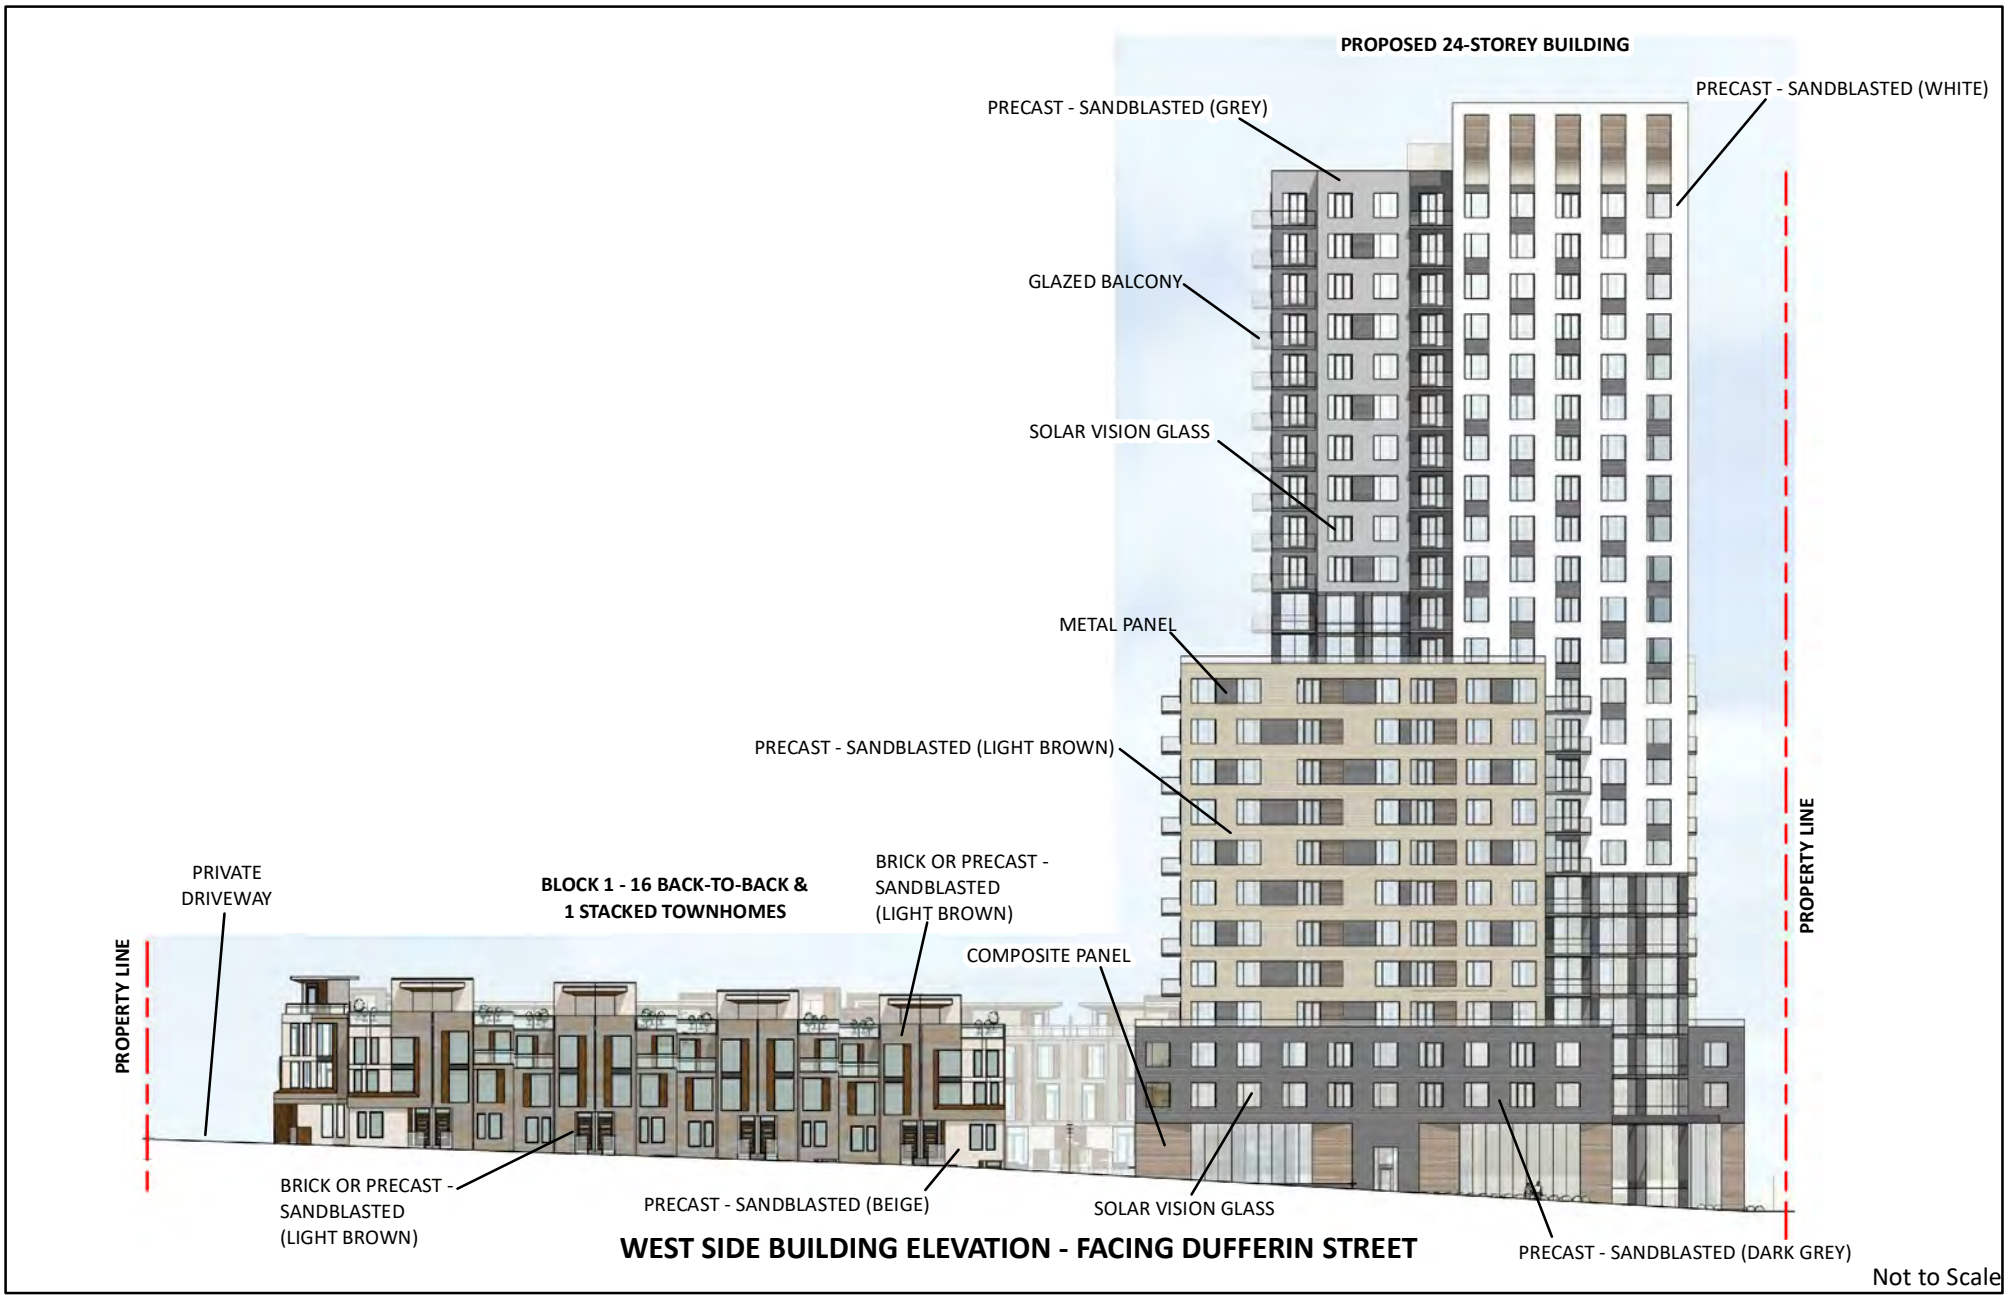 PROPOSED 24-STOREY BUILDING
PRECAST - SANDBLASTED (WHITE)
PRECAST - SANDBLASTED (GREY)
GLAZED BALCONY
SOLAR VISION GLASS
METAL PANEL
PRECAST - SANDBLASTED (LIGHT BROWN)
PROPERTY LINE
PRIVATE
DRIVEWAY
BLOCK 1 - 16 BACK-TO-BACK &
1 STACKED TOWNHOMES
BRICK OR PRECAST -
SANDBLASTED
(LIGHT BROWN)
COMPOSITE PANEL
PROPERTY LINE
BRICK OR PRECAST -
SANDBLASTED
(LIGHT BROWN)
PRECAST - SANDBLASTED (BEIGE)
SOLAR VISION GLASS
PRECAST - SANDBLASTED (DARK GREY)
WEST SIDE BUILDING ELEVATION - FACING DUFFERIN STREET
Not to Scale